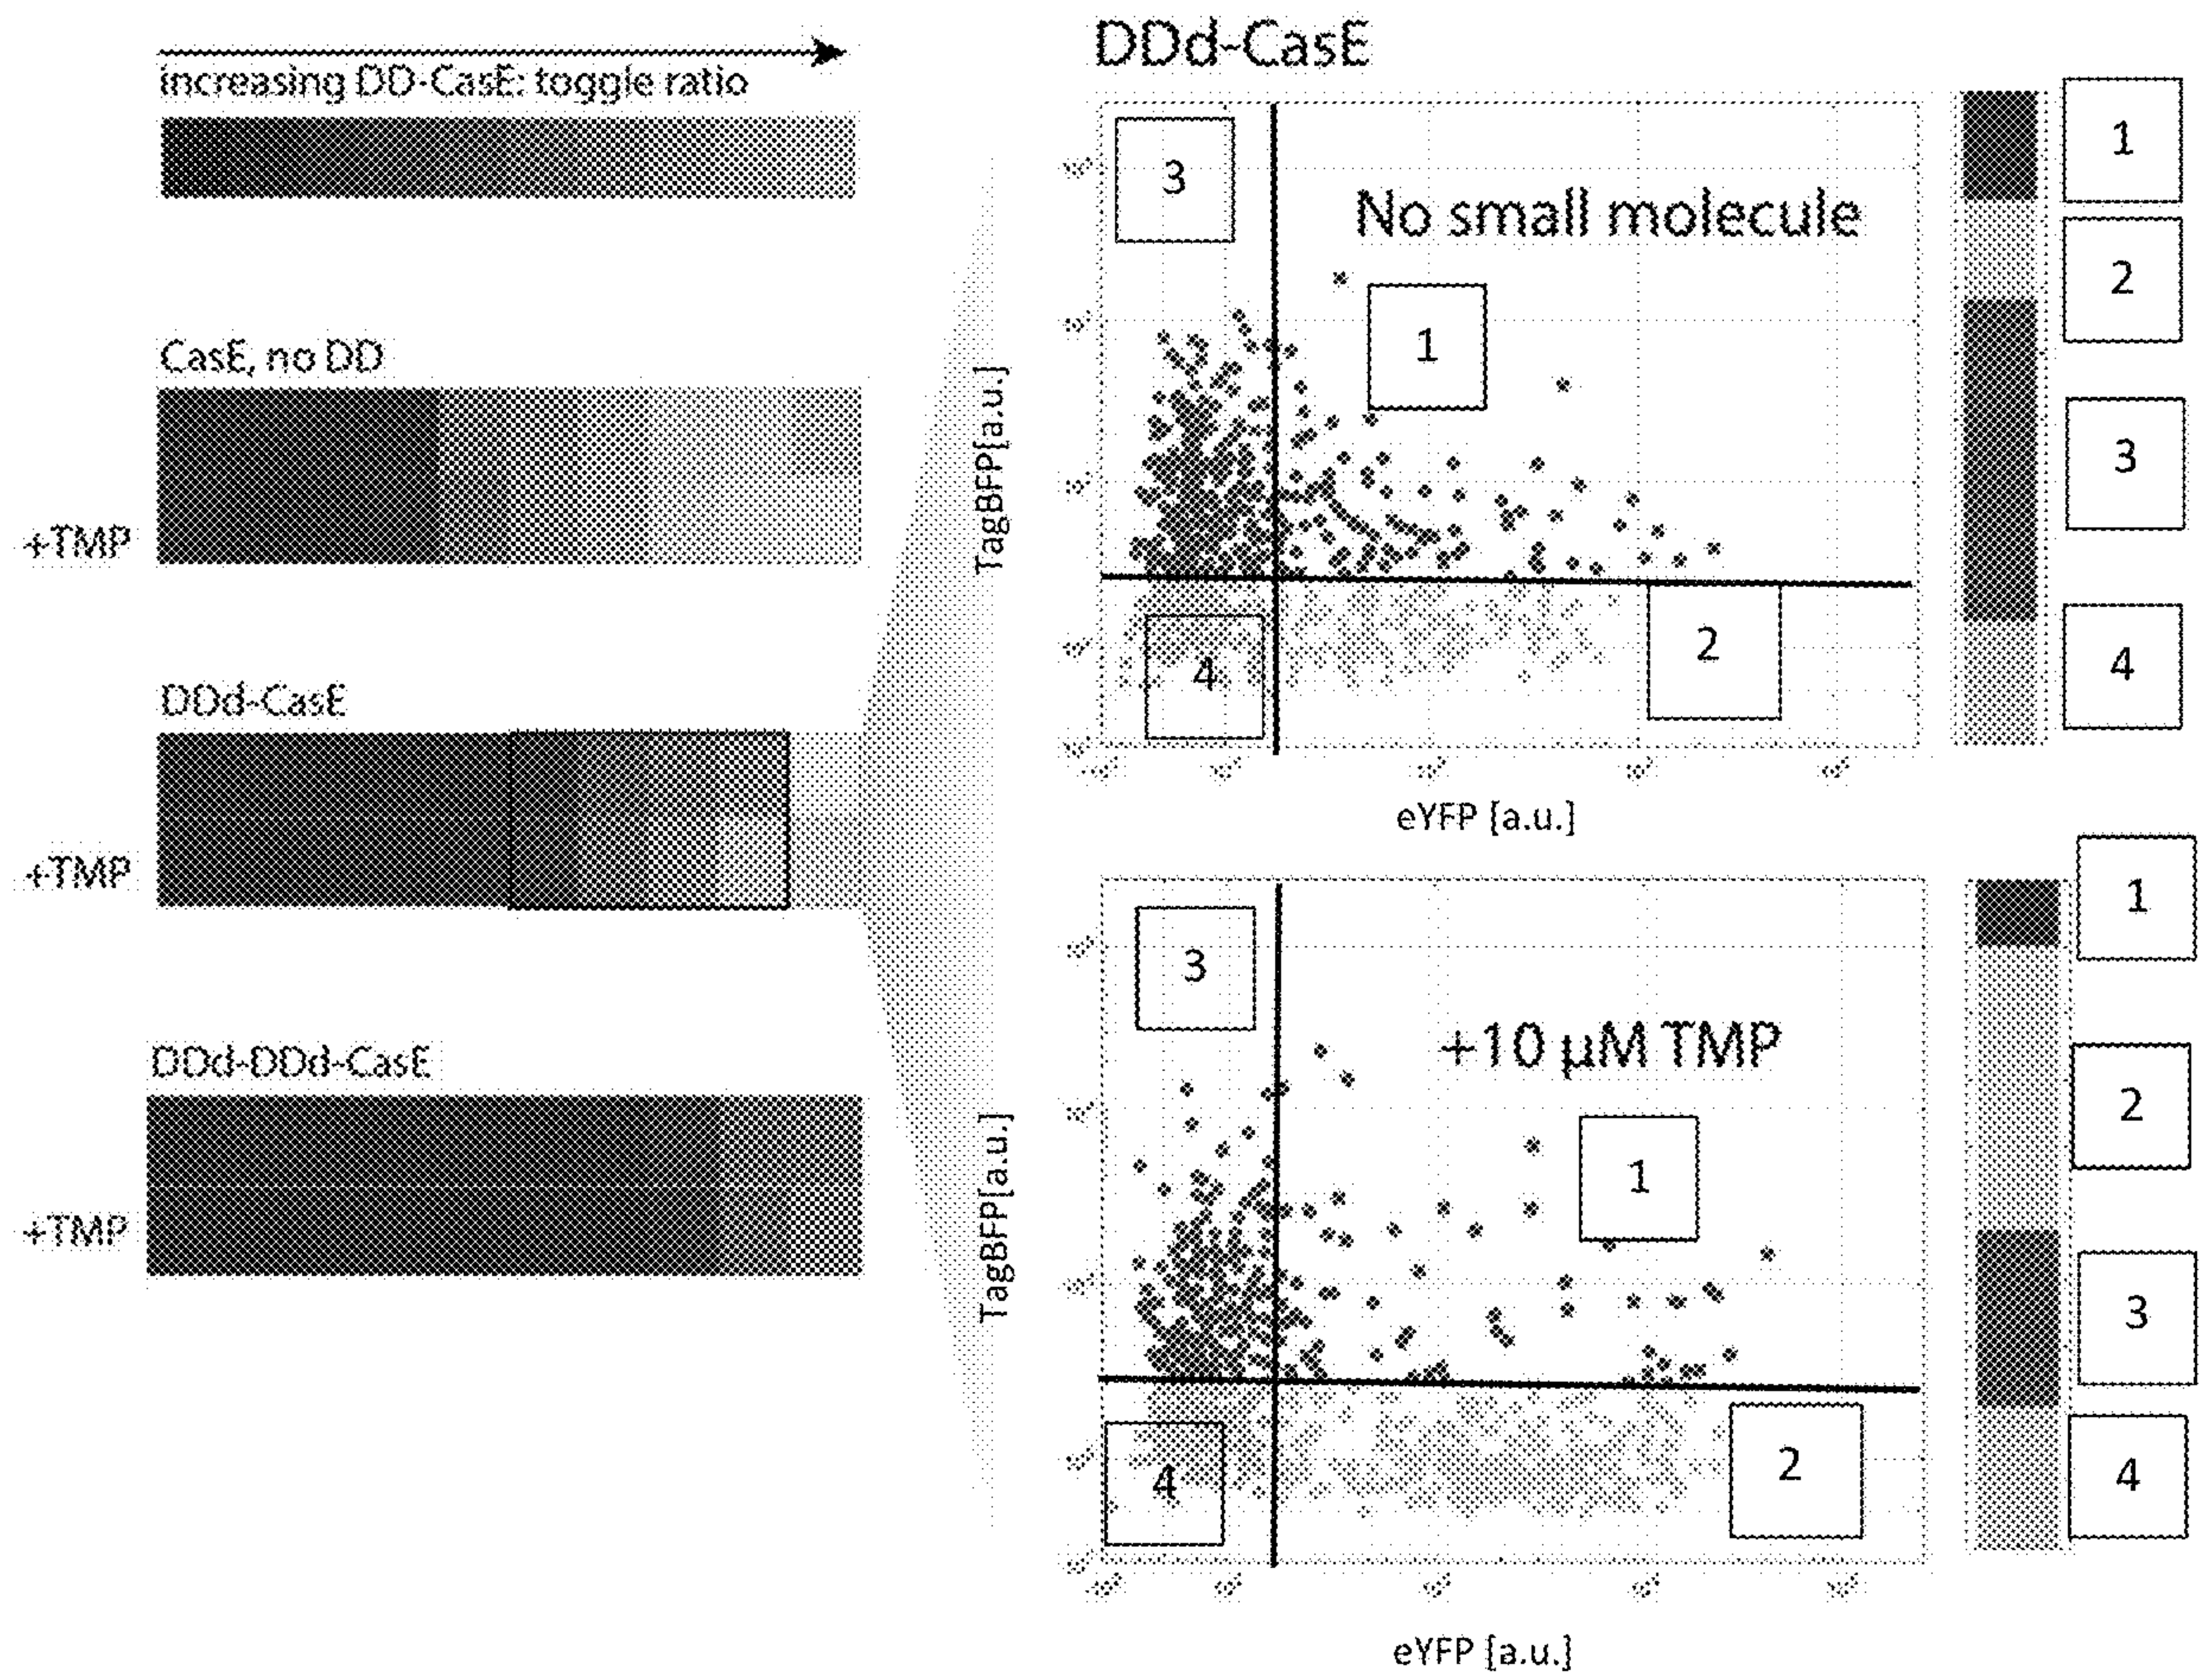 increasing DD-CasE: toggle ratio
CasE, no DD
+TMP
DDd-CasE
+TMP
DDd-DDd-CasE
+TMP
DDd-CasE
3
No small molecule
1
TagBFP[a.u.]
4
2
eYFP [a.u.]
1
2
3
4
3
+10 µM TMP
1
TagBFP[a.u.]
4
2
eYFP [a.u.]
1
2
3
4